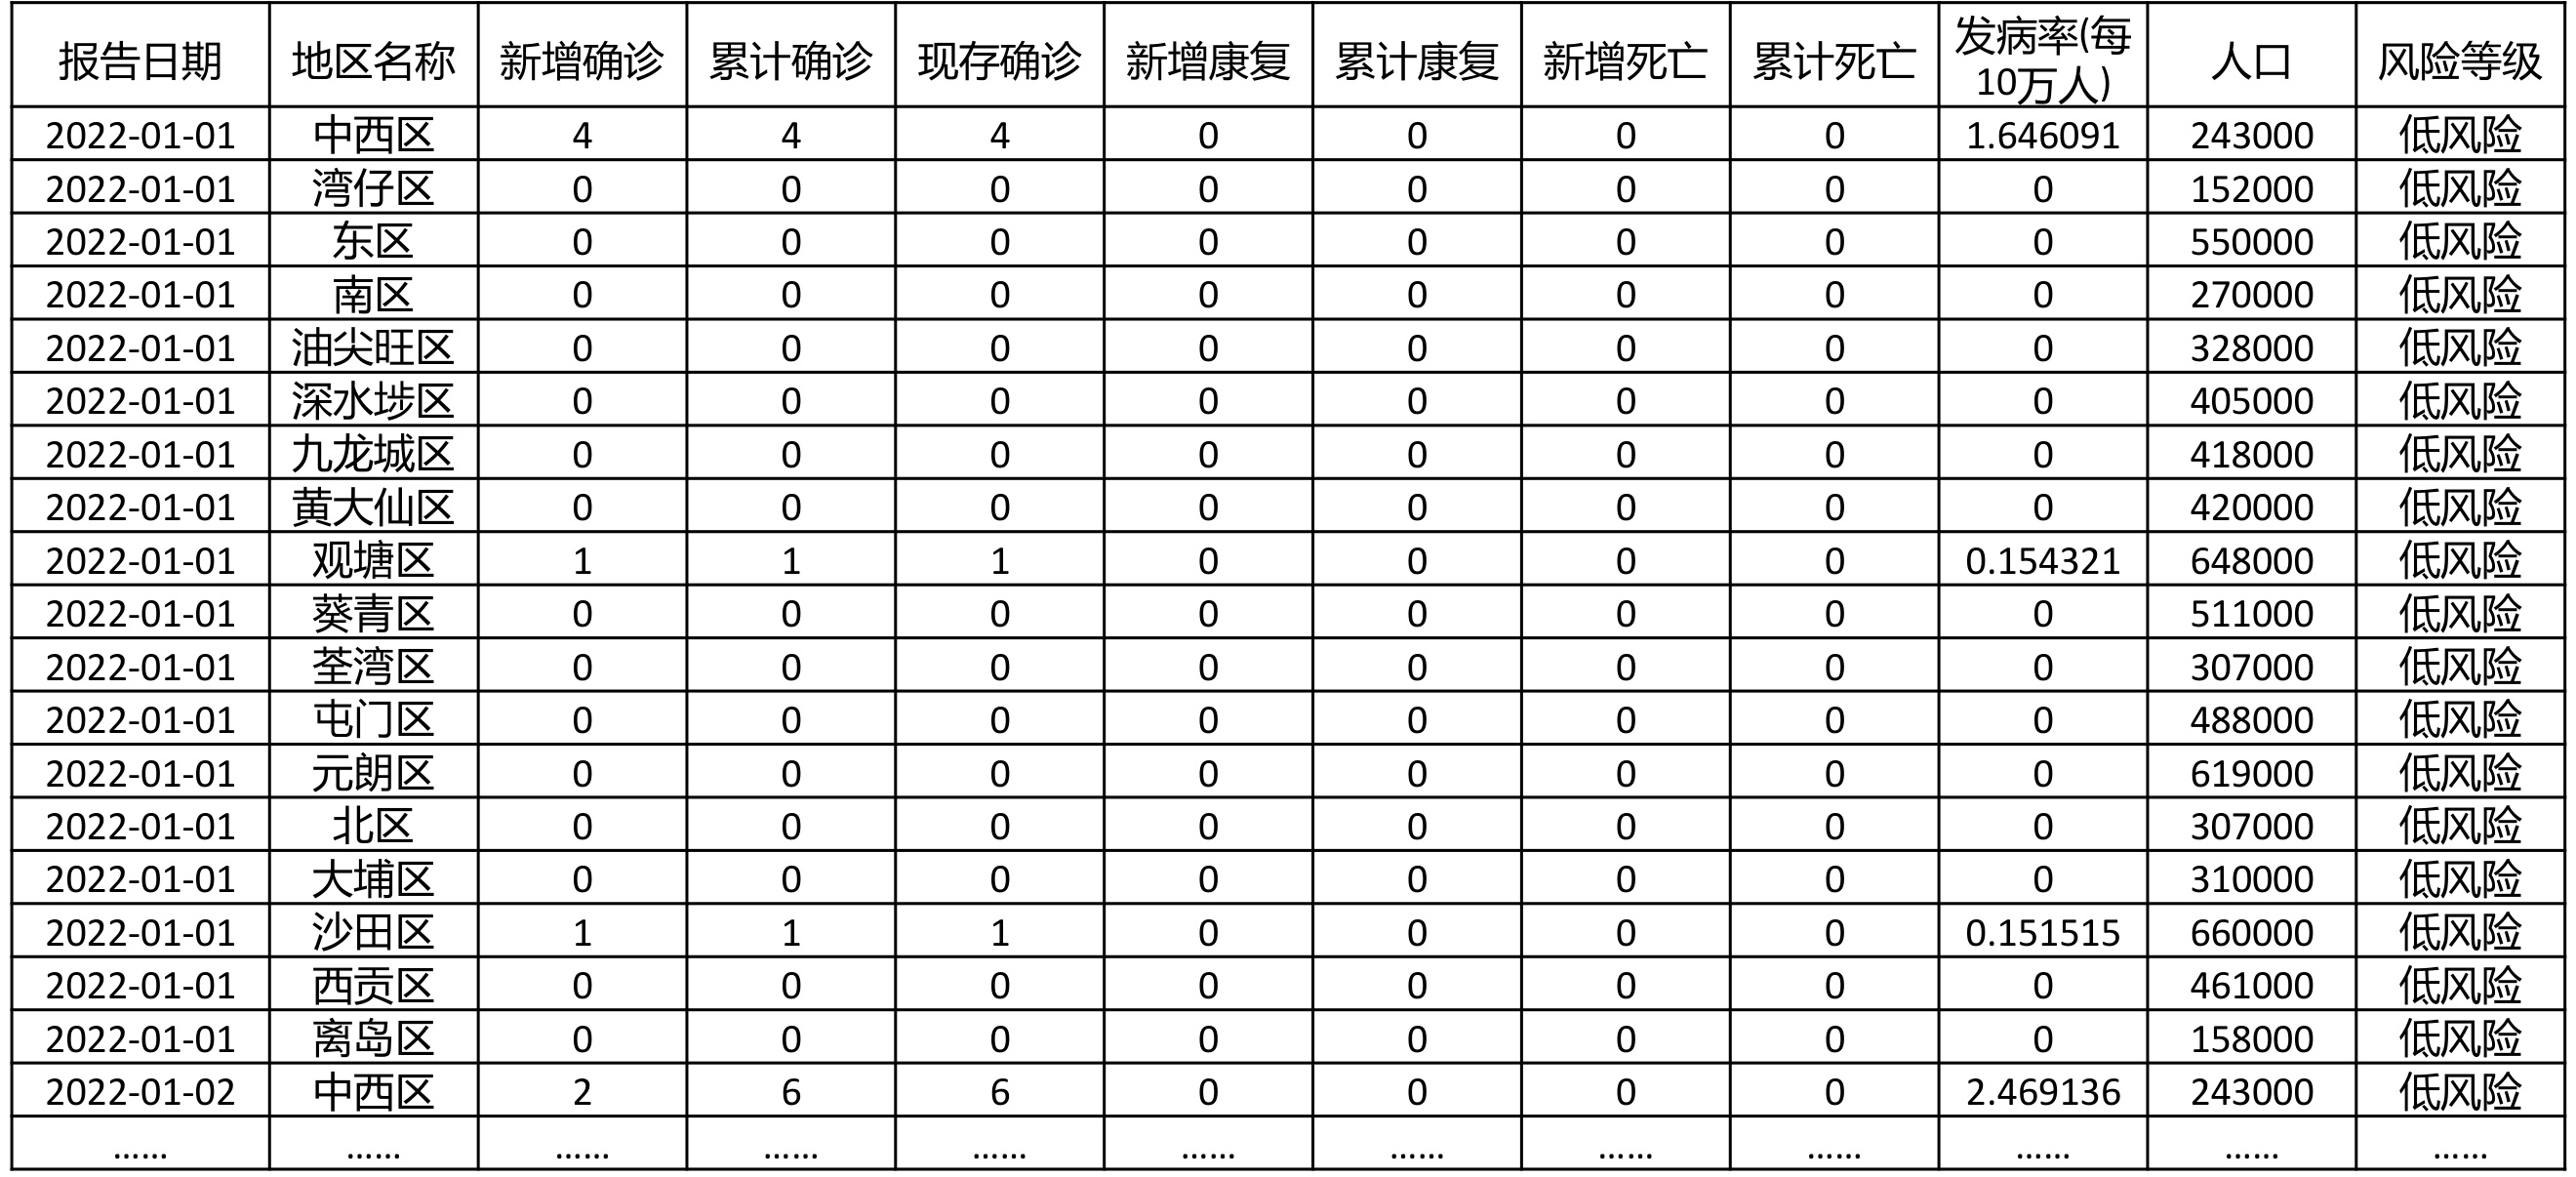 报告日期 地区名称 新增确诊 累计确诊 现存确诊 新增康复 累计康复 新增死亡 累计死亡 发病率(每10万人) 人口 风险等级
2022-01-01 中西区 4 4 4 0 0 0 0 1.646091 243000 低风险
2022-01-01 湾仔区 0 0 0 0 0 0 0 0 152000 低风险
2022-01-01 东区 0 0 0 0 0 0 0 0 550000 低风险
2022-01-01 南区 0 0 0 0 0 0 0 0 270000 低风险
2022-01-01 油尖旺区 0 0 0 0 0 0 0 0 328000 低风险
2022-01-01 深水埗区 0 0 0 0 0 0 0 0 405000 低风险
2022-01-01 九龙城区 0 0 0 0 0 0 0 0 418000 低风险
2022-01-01 黄大仙区 0 0 0 0 0 0 0 0 420000 低风险
2022-01-01 观塘区 1 1 1 0 0 0 0 0.154321 648000 低风险
2022-01-01 葵青区 0 0 0 0 0 0 0 0 511000 低风险
2022-01-01 荃湾区 0 0 0 0 0 0 0 0 307000 低风险
2022-01-01 屯门区 0 0 0 0 0 0 0 0 488000 低风险
2022-01-01 元朗区 0 0 0 0 0 0 0 0 619000 低风险
2022-01-01 北区 0 0 0 0 0 0 0 0 307000 低风险
2022-01-01 大埔区 0 0 0 0 0 0 0 0 310000 低风险
2022-01-01 沙田区 1 1 1 0 0 0 0 0.151515 660000 低风险
2022-01-01 西贡区 0 0 0 0 0 0 0 0 461000 低风险
2022-01-01 离岛区 0 0 0 0 0 0 0 0 158000 低风险
2022-01-02 中西区 2 6 6 0 0 0 0 2.469136 243000 低风险
…… …… …… …… …… …… …… …… …… …… …… ……